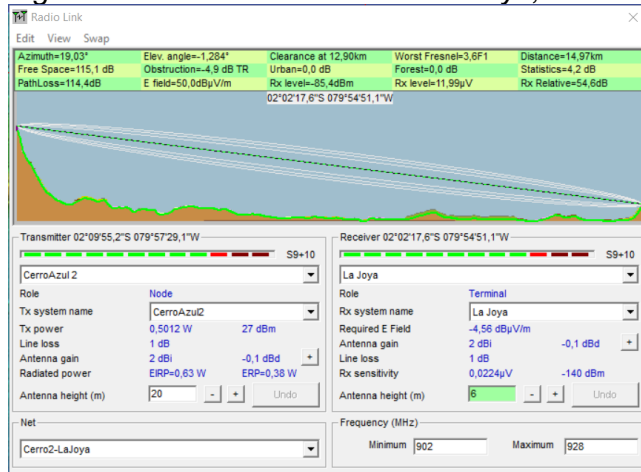 Radio Link
Edit View Swap
Azimuth=19,03° Elev. angle=-1,284° Clearance at 12,90km Worst Fresnel=3,6F1 Distance=14,97km
Free Space=115,1 dB Obstruction=-4,9 dB TR Urban=0,0 dB Forest=0,0 dB Statistics=4,2 dB
PathLoss=114,4dB E field=50,0dBµV/m Rx level=-85,4dBm Rx level=11,99µV Rx Relative=54,6dB
02°02'17,6"S 079°54'51,1"W
Transmitter 02°09'55,2"S 079°57'29,1"W
S9+10
CerroAzul 2
Role Node
Tx system name CerroAzul2
Tx power 0,5012 W 27 dBm
Line loss 1 dB
Antenna gain 2 dBi -0,1 dBd +
Radiated power EIRP=0,63 W ERP=0,38 W
Antenna height (m) 20 - + Undo
Net
Cerro2-LaJoya
Receiver 02°02'17,6"S 079°54'51,1"W
S9+10
La Joya
Role Terminal
Rx system name La Joya
Required E Field -4,56 dBµV/m
Antenna gain 2 dBi -0,1 dBd +
Line loss 1 dB
Rx sensitivity 0,0224µV -140 dBm
Antenna height (m) 6 - + Undo
Frequency (MHz)
Minimum 902 Maximum 928